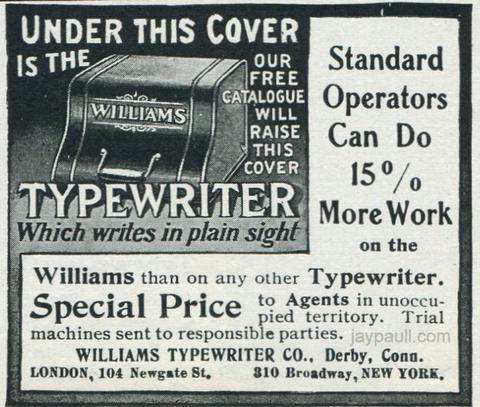 UNDER THIS COVER
IS THE
OUR
FREE
CATALOGUE
WILL
RAISE
THIS
COVER
WILLIAMS
TYPEWRITER
Which writes in plain sight
Standard
Operators
Can Do
15%
More Work
on the
Williams than on any other Typewriter.
Special Price to Agents in unoccu-
pied territory. Trial
machines sent to responsible parties.
jaypaull.com
WILLIAMS TYPEWRITER CO., Derby, Conn.
LONDON, 104 Newgate St. 310 Broadway, NEW YORK.